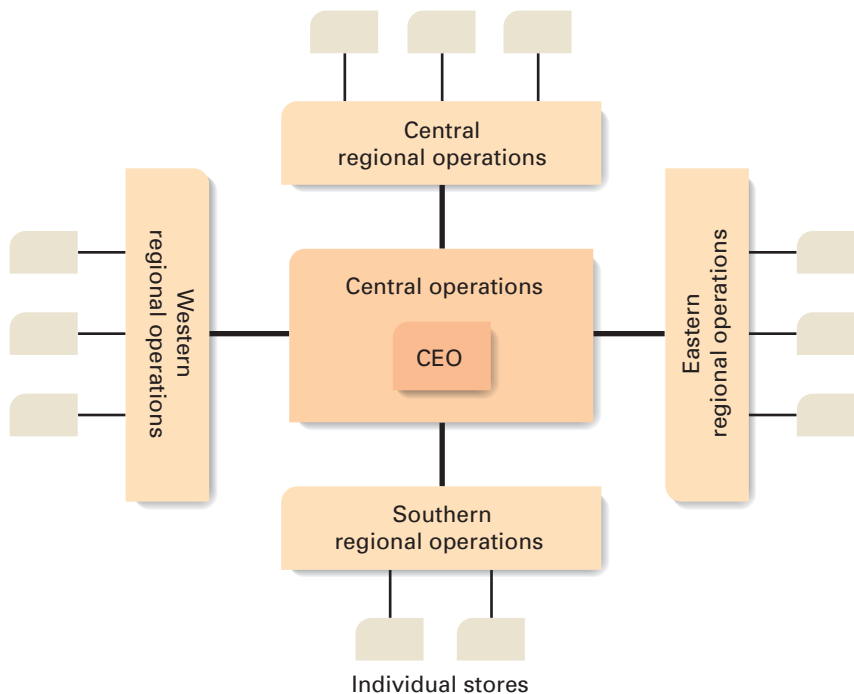 Central
regional operations
Western
regional operations
Central operations
CEO
Eastern
regional operations
Southern
regional operations
Individual stores